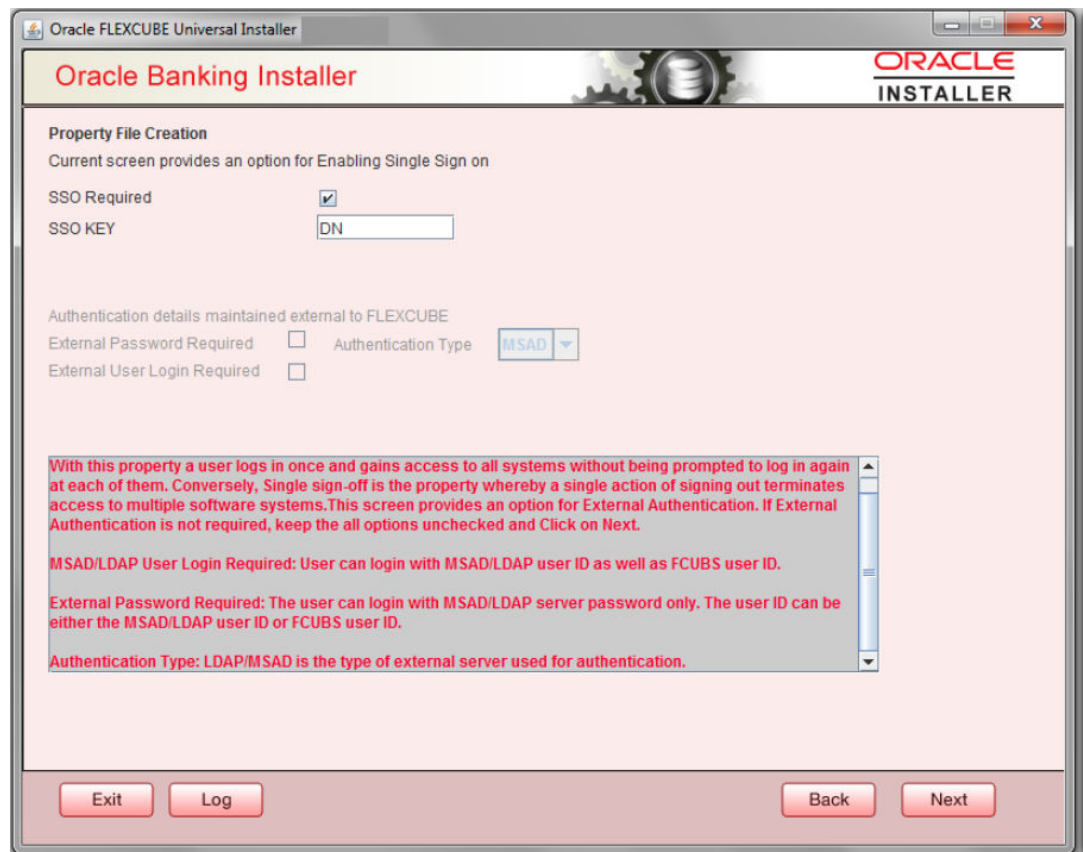 Oracle FLEXCUBE Universal Installer
Oracle Banking Installer
ORACLE
INSTALLER
Property File Creation
Current screen provides an option for Enabling Single Sign on
SSO Required
SSO KEY DN
Authentication details maintained external to FLEXCUBE
External Password Required Authentication Type MSAD
External User Login Required
With this property a user logs in once and gains access to all systems without being prompted to log in again
at each of them. Conversely, Single sign-off is the property whereby a single action of signing out terminates
access to multiple software systems.This screen provides an option for External Authentication. If External
Authentication is not required, keep the all options unchecked and Click on Next.
MSAD/LDAP User Login Required: User can login with MSAD/LDAP user ID as well as FCUBS user ID.
External Password Required: The user can login with MSAD/LDAP server password only. The user ID can be
either the MSAD/LDAP user ID or FCUBS user ID.
Authentication Type: LDAP/MSAD is the type of external server used for authentication.
Exit Log Back Next